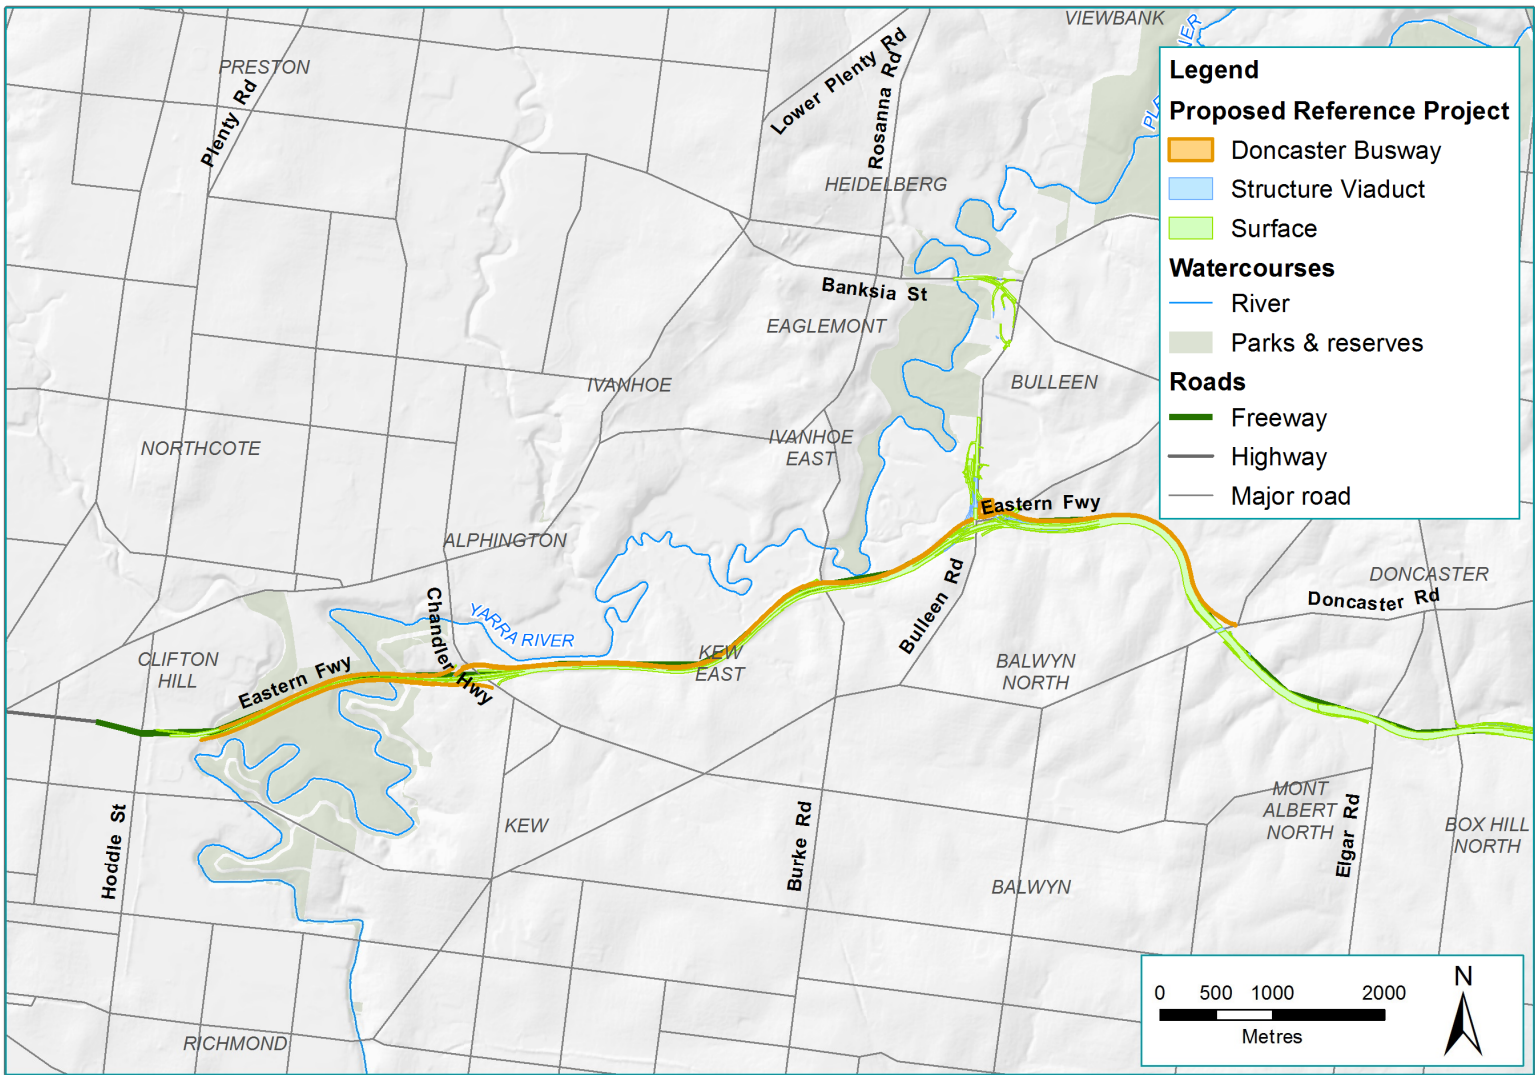 VIEWBANK
PRESTON
Plenty Rd
Lower Plenty Rd
Rosanna Rd
HEIDELBERG
Banksia St
EAGLEMONT
IVANHOE
BULLEEN
NORTHCOTE
IVANHOE
EAST
Eastern Fwy
ALPHINGTON
Chandler Hwy
YARRA RIVER
Bulleen Rd
DONCASTER
Doncaster Rd
CLIFTON
HILL
Eastern Fwy
KEW
EAST
BALWYN
NORTH
Hoddle St
KEW
Burke Rd
BALWYN
MONT
ALBERT
NORTH
Elgar Rd
BOX HILL
NORTH
RICHMOND
Legend
Proposed Reference Project
Doncaster Busway
Structure Viaduct
Surface
Watercourses
River
Parks & reserves
Roads
Freeway
Highway
Major road
N
0 500 1000 2000
Metres